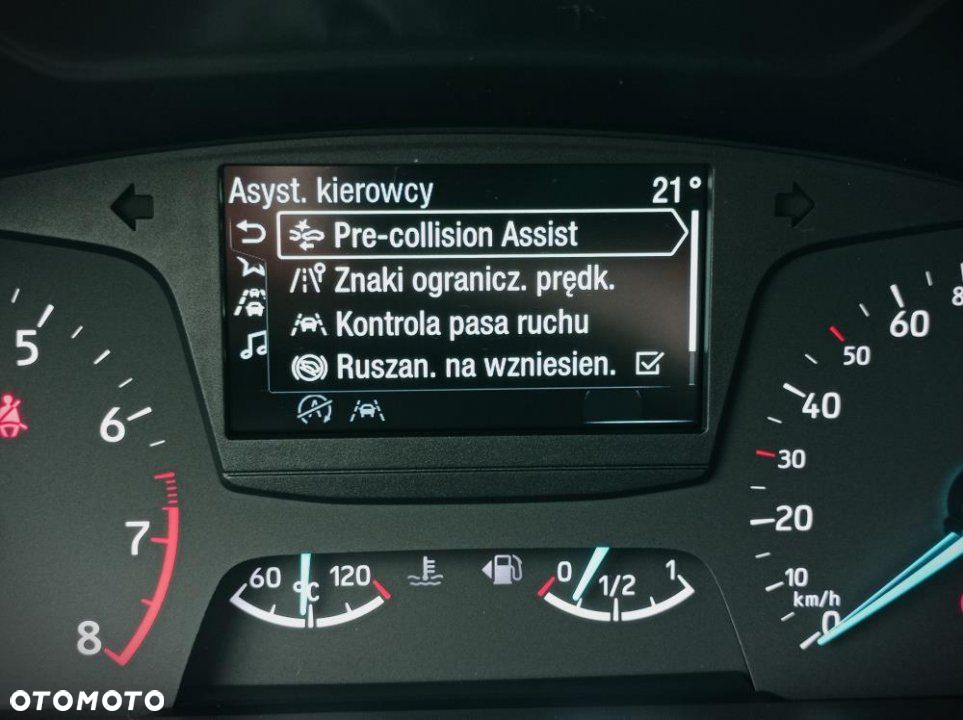 Asyst. kierowcy 21°
Pre-collision Assist
Znaki ogranicz. prędk.
Kontrola pasa ruchu
Ruszan. na wzniesien.
5
6
7
8
60 °C 120
0 1/2 1
60
50
40
30
20
10
km/h
0
OTOMOTO